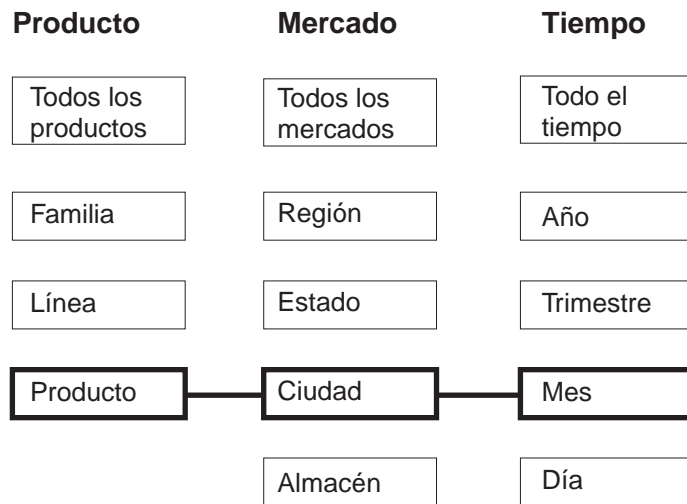 Producto Mercado Tiempo
Todos los
productos
Todos los
mercados
Todo el
tiempo
Familia Región Año
Línea Estado Trimestre
Producto Ciudad Mes
Almacén Día